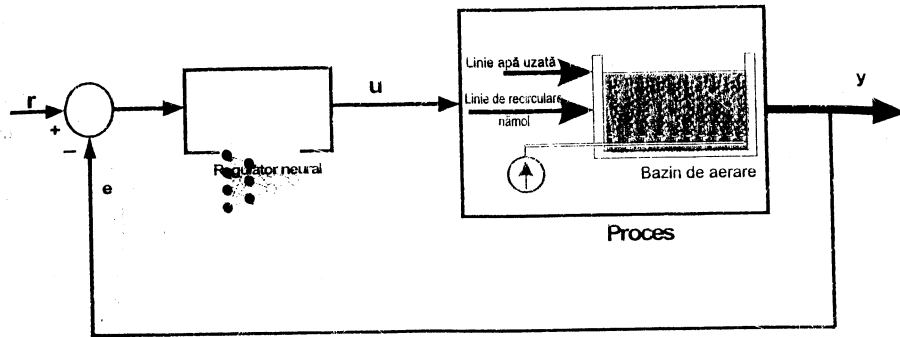 r
+
−
e
Regulator neural
u
Linie apă uzată
Linie de recirculare
nămol
Bazin de aerare
Proces
y